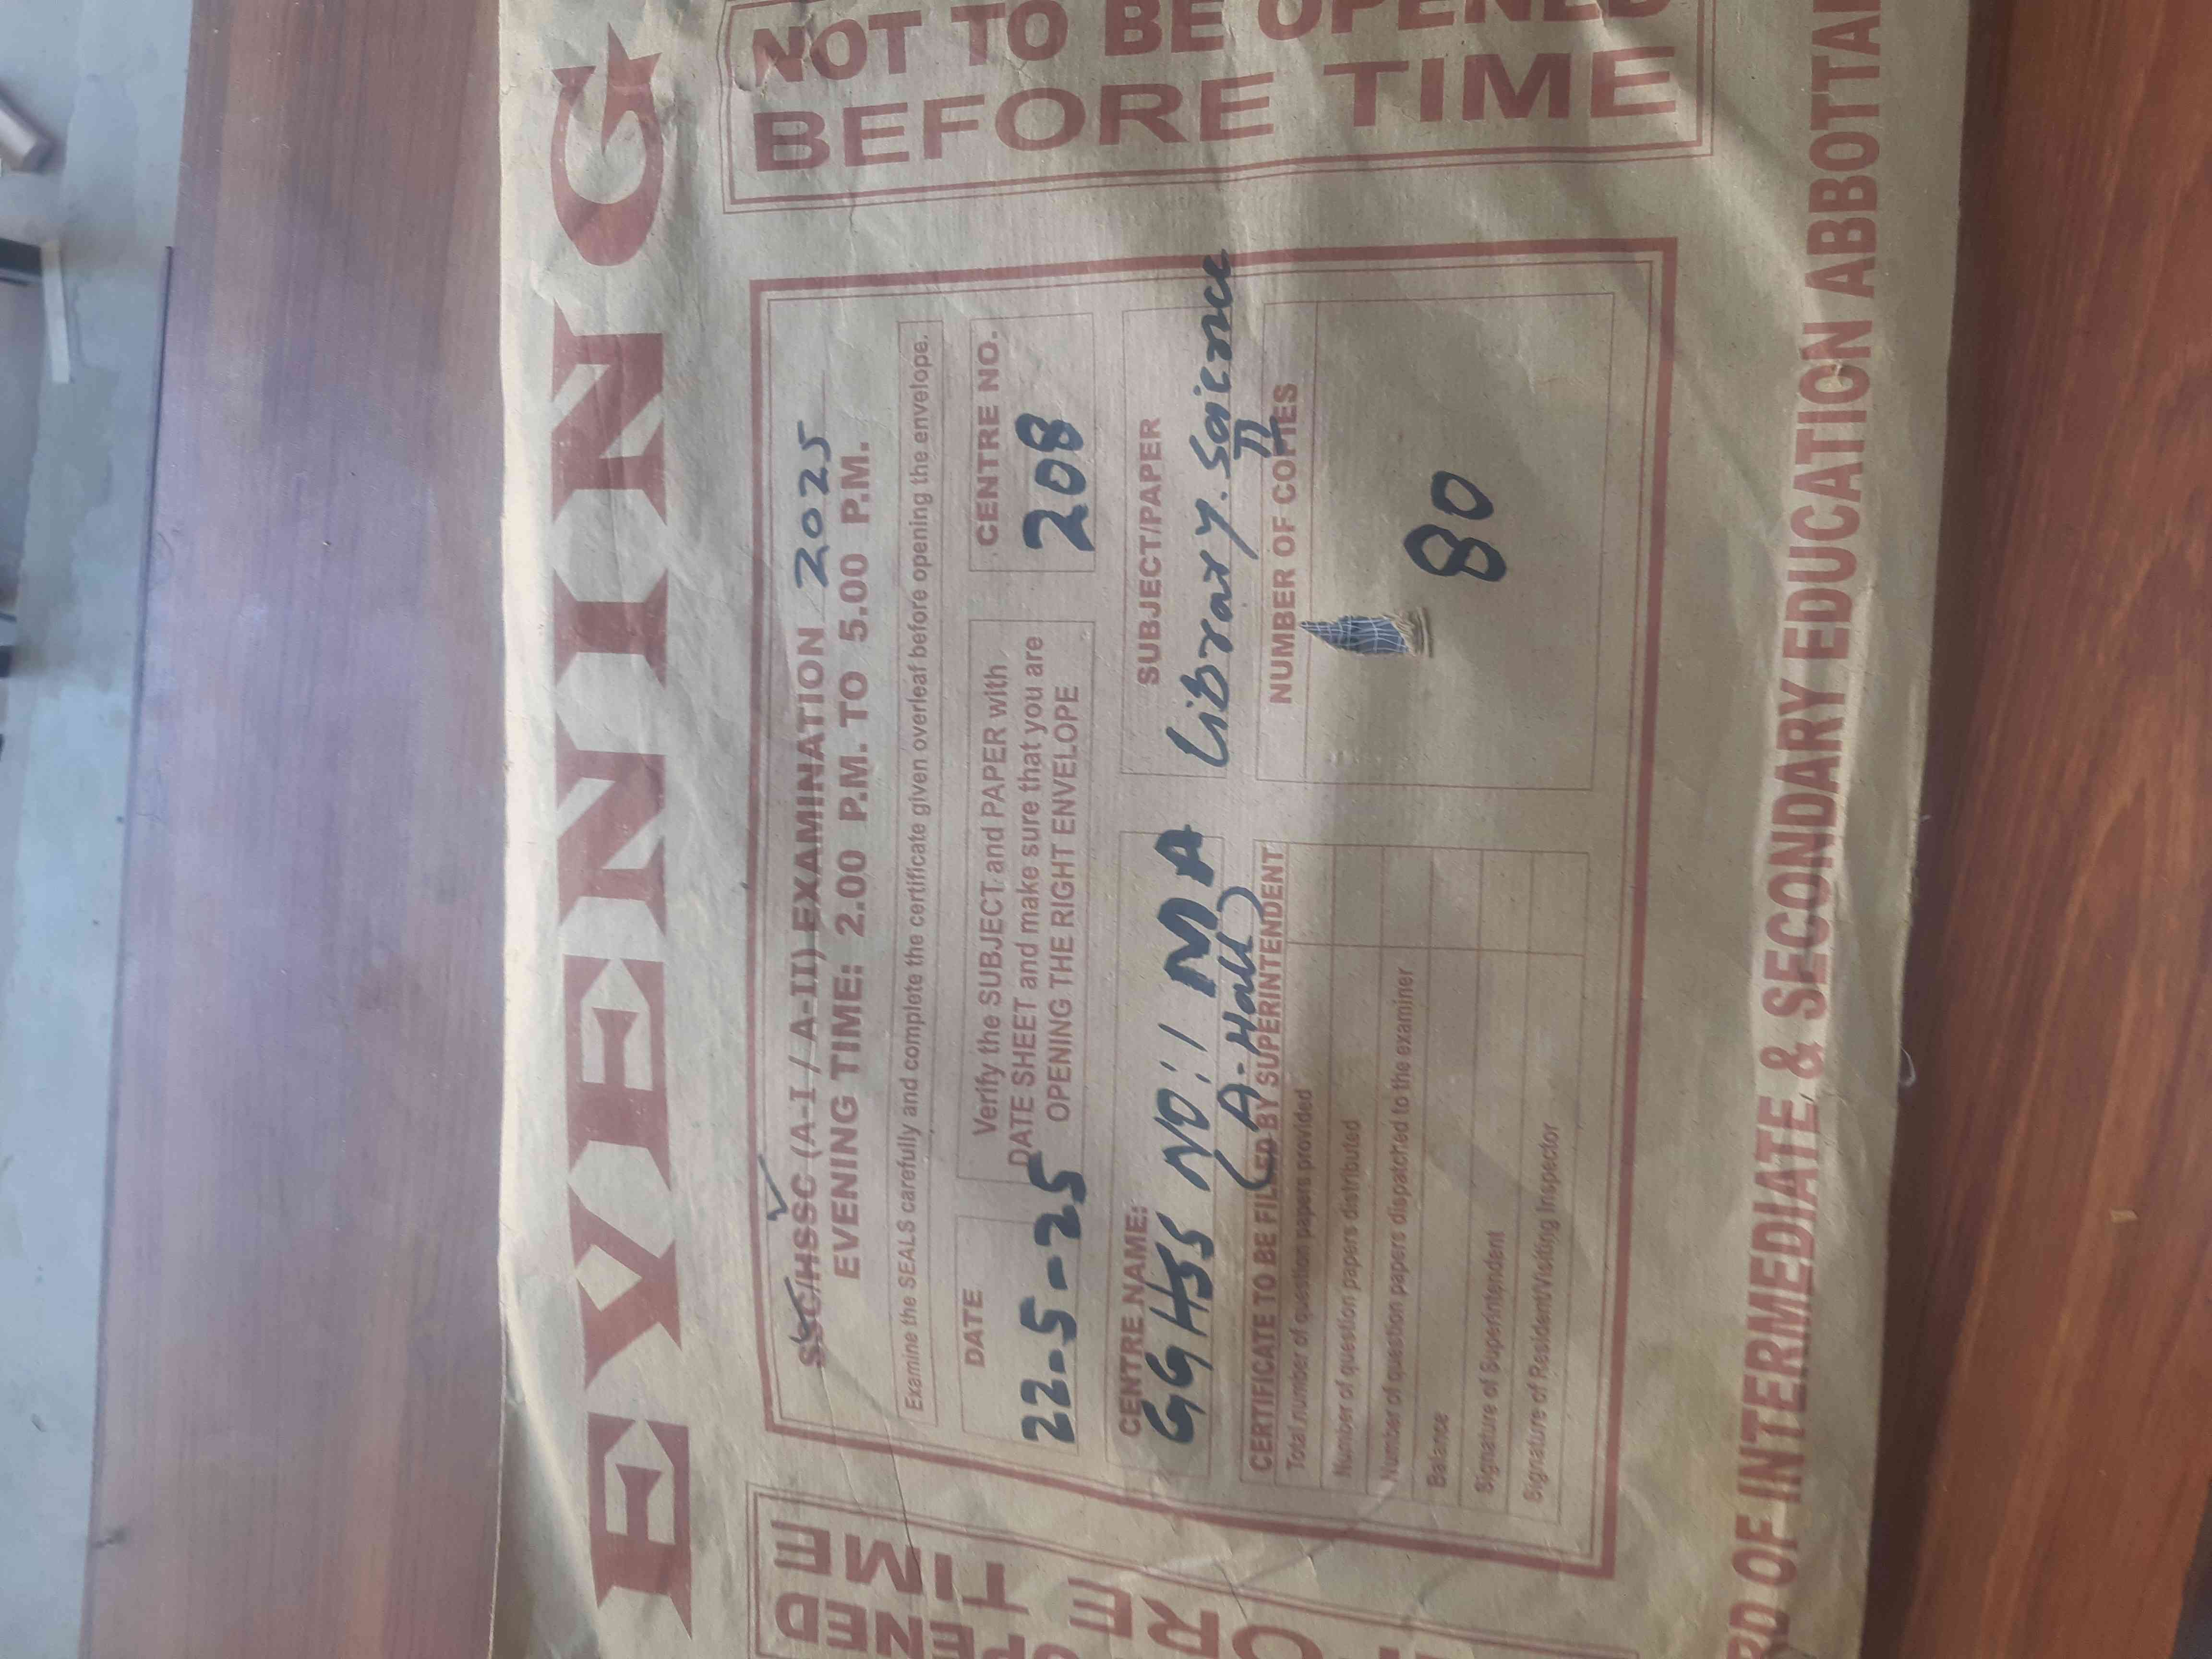 EVENING
NOT TO BE OPENED
BEFORE TIME
SSC/HSSC (A-I / A-II) EXAMINATION 2025
EVENING TIME: 2.00 P.M. TO 5.00 P.M.
Examine the SEALS carefully and complete the certificate given overleaf before opening the envelope.
DATE
22-5-25
Verify the SUBJECT and PAPER with
DATE SHEET and make sure that you are
OPENING THE RIGHT ENVELOPE
CENTRE NO.
208
CENTRE NAME:
GGHSS NO:1 MA
(A-Hall)
SUBJECT/PAPER
Library.Science
II
CERTIFICATE TO BE FILLED BY SUPERINTENDENT
Total number of question papers provided
Number of question papers distributed
Number of question papers dispatched to the examiner
Balance
Signature of Superintendent
Signature of Resident/Visiting Inspector
NUMBER OF COPIES
80
RD OF INTERMEDIATE & SECONDARY EDUCATION ABBOTTA
OPENED
ORE TIME